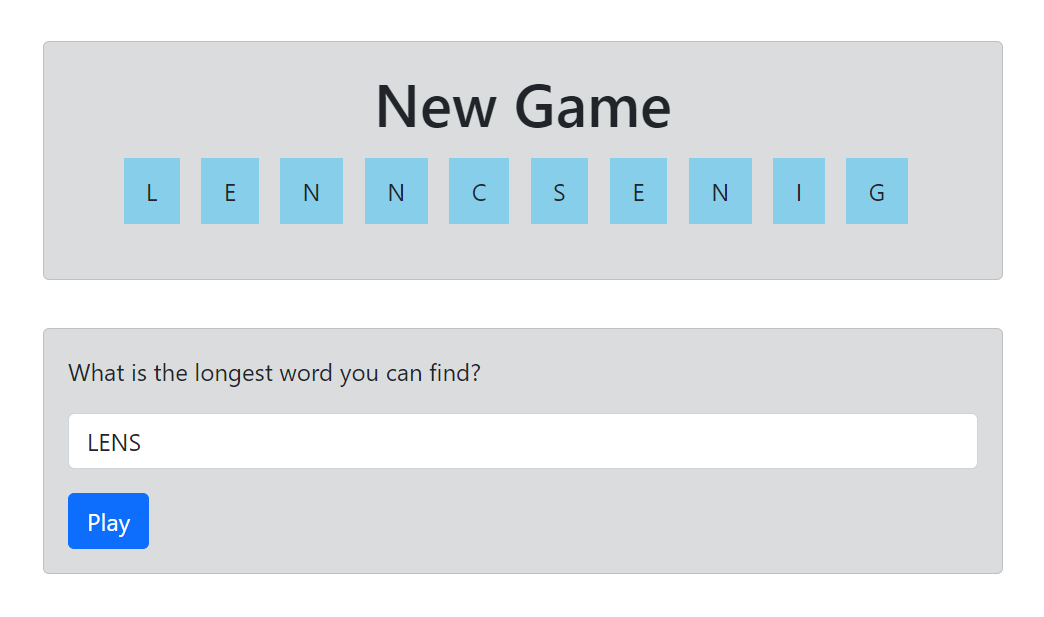 New Game
L E N N C S E N I G
What is the longest word you can find?
LENS
Play